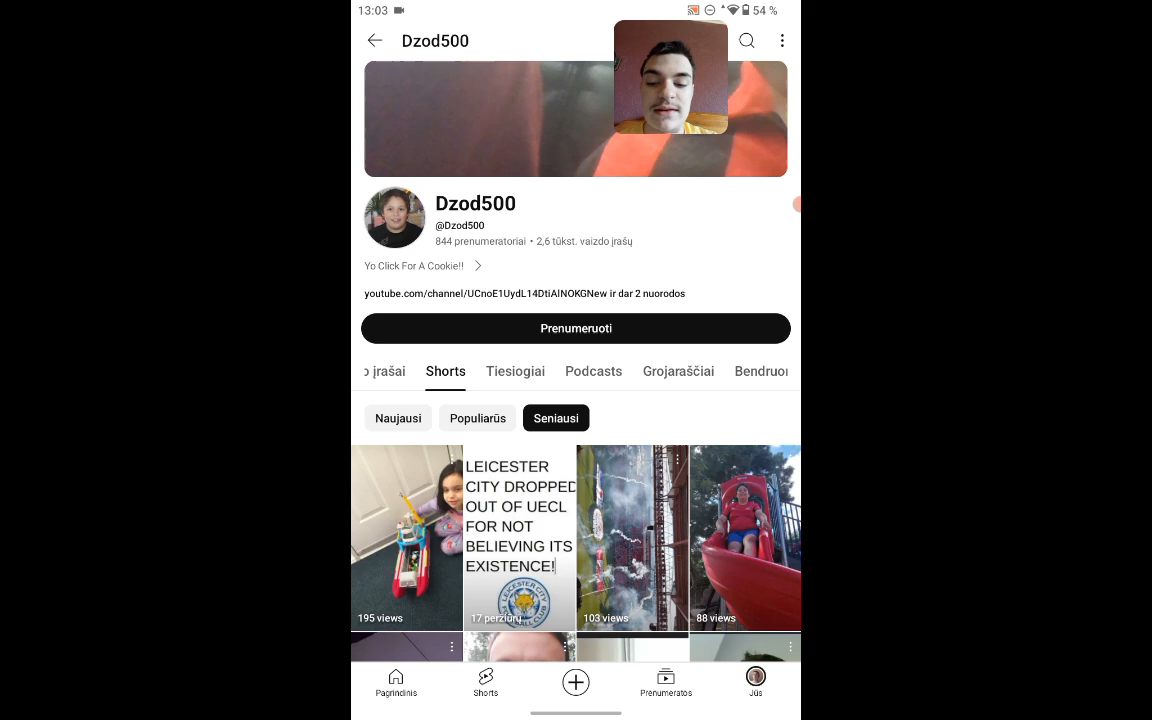 13:03
54 %
Dzod500
Dzod500
@Dzod500
844 prenumeratoriai • 2,6 tūkst. vaizdo įrašų
Yo Click For A Cookie!!
youtube.com/channel/UCnoE1UydL14DtiAlNOKGNew ir dar 2 nuorodos
Prenumeruoti
o įrašai Shorts Tiesiogiai Podcasts Grojaraščiai Bendruo
Naujausi Populiarūs Seniausi
LEICESTER
CITY DROPPED
OUT OF UECL
FOR NOT
BELIEVING ITS
EXISTENCE!
195 views 17 peržiūrų 103 views 88 views
Pagrindinis Shorts Prenumeratos Jūs